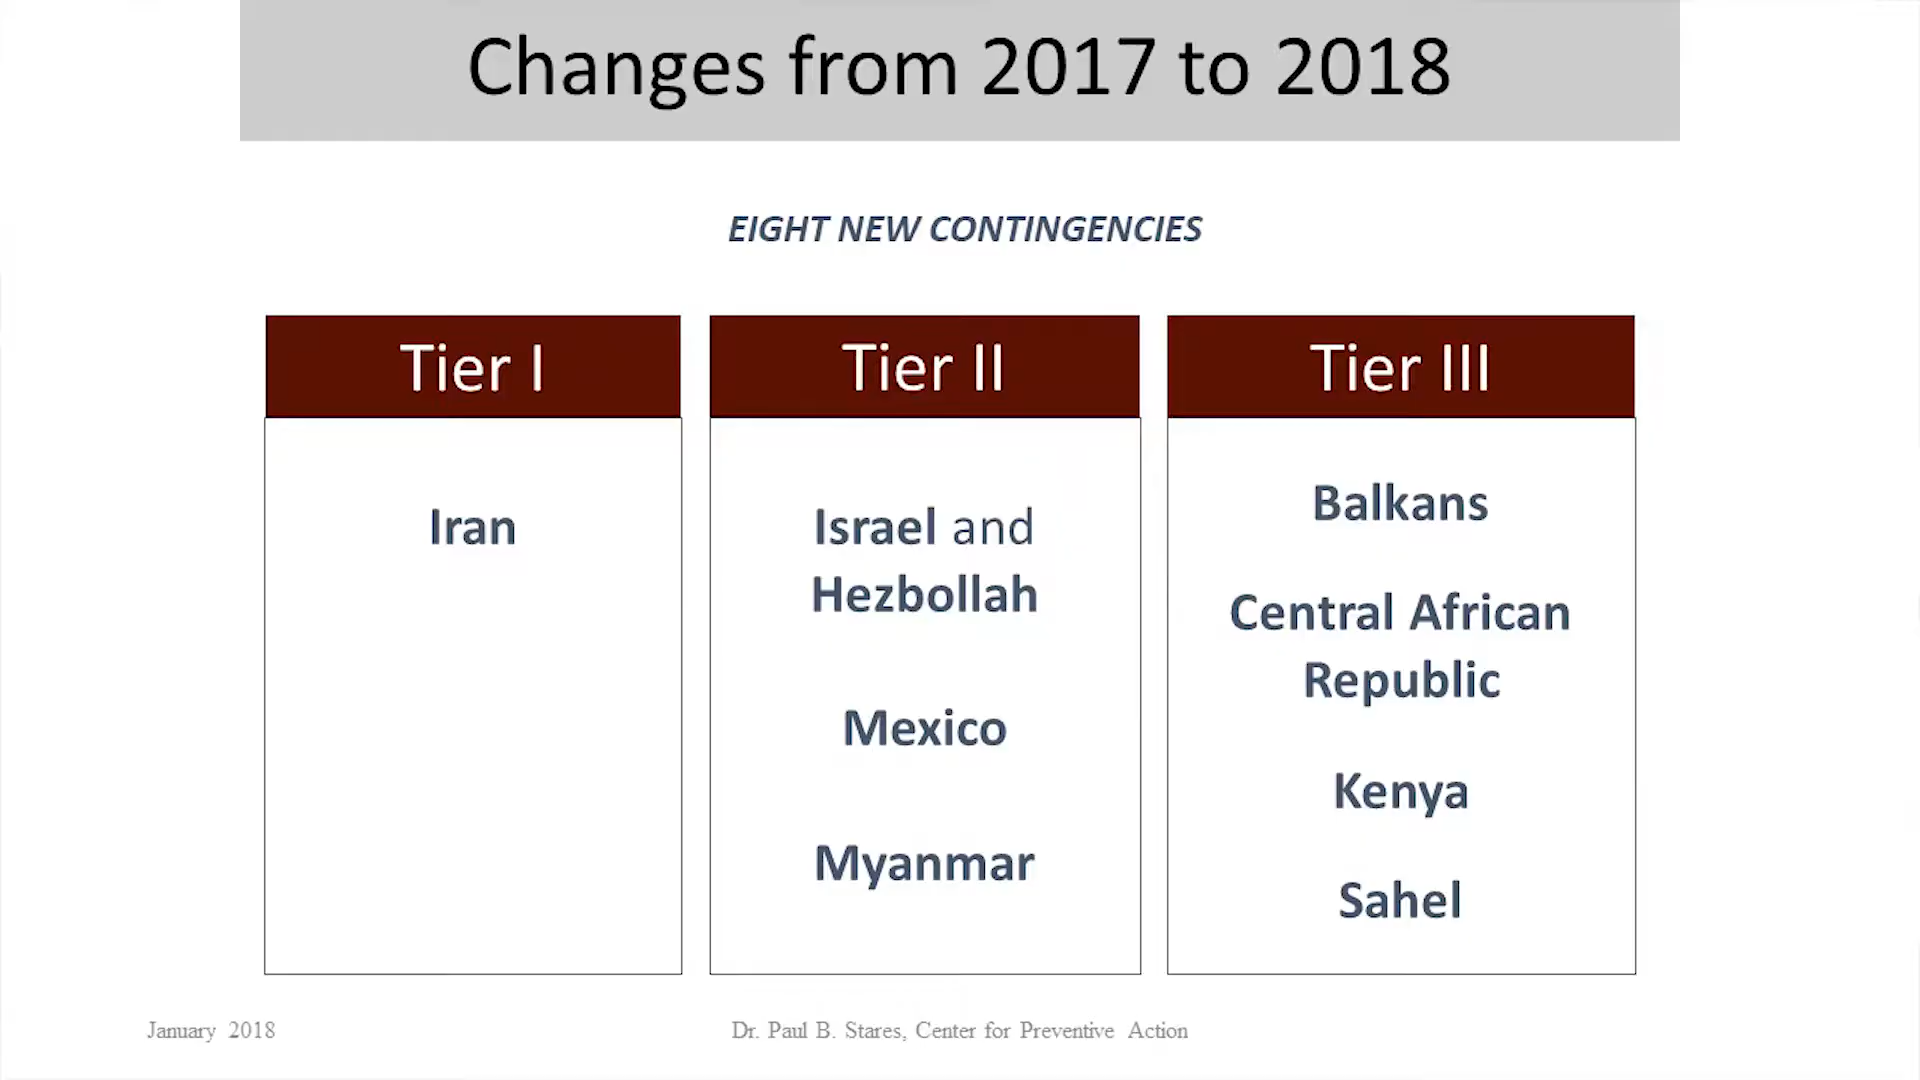 Changes from 2017 to 2018
EIGHT NEW CONTINGENCIES
Tier I
Iran
Tier II
Israel and
Hezbollah
Mexico
Myanmar
Tier III
Balkans
Central African
Republic
Kenya
Sahel
January 2018
Dr. Paul B. Stares, Center for Preventive Action